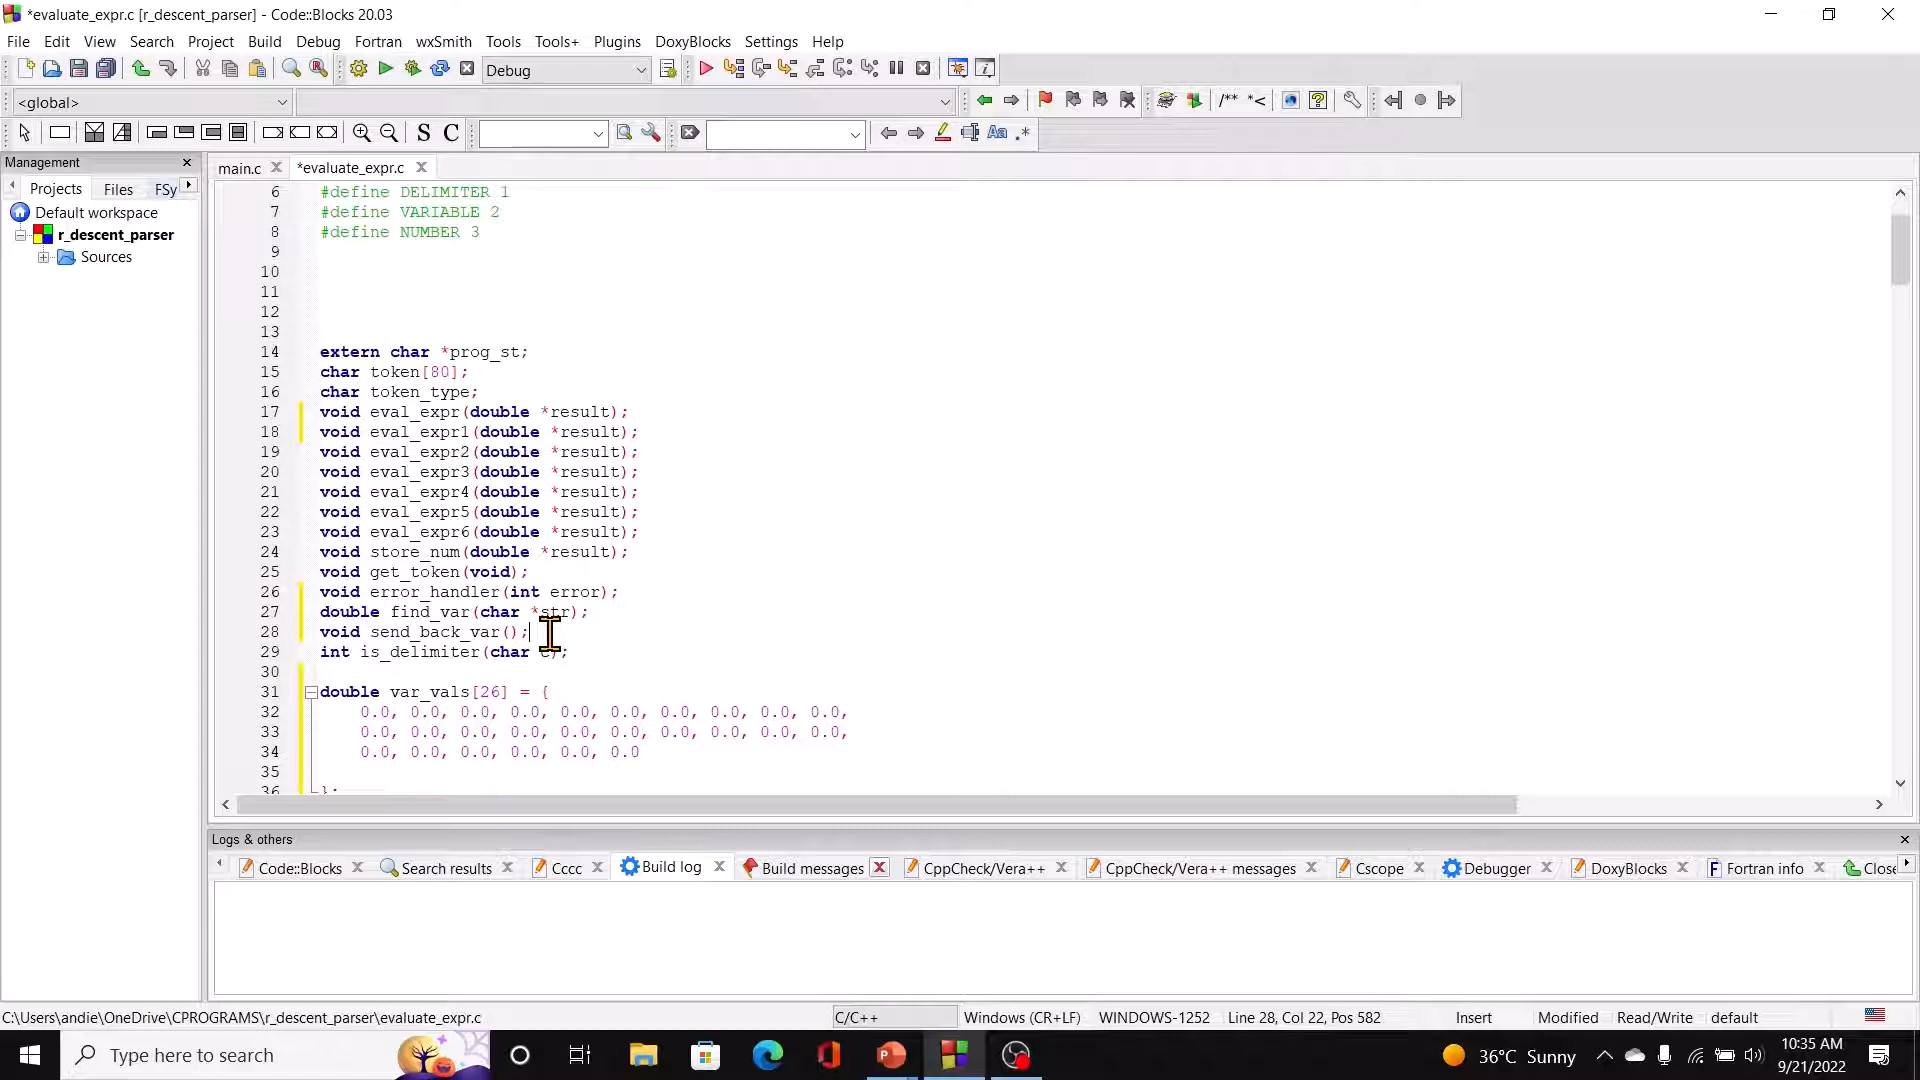 *evaluate_expr.c [r_descent_parser] - Code::Blocks 20.03
File Edit View Search Project Build Debug Fortran wxSmith Tools Tools+ Plugins DoxyBlocks Settings Help
Debug
<global>
/** *<
S C
Aa .*
Management
main.c *evaluate_expr.c
Projects Files FSy
Default workspace
r_descent_parser
Sources
6 #define DELIMITER 1
7 #define VARIABLE 2
8 #define NUMBER 3
9
10
11
12
13
14 extern char *prog_st;
15 char token[80];
16 char token_type;
17 void eval_expr(double *result);
18 void eval_expr1(double *result);
19 void eval_expr2(double *result);
20 void eval_expr3(double *result);
21 void eval_expr4(double *result);
22 void eval_expr5(double *result);
23 void eval_expr6(double *result);
24 void store_num(double *result);
25 void get_token(void);
26 void error_handler(int error);
27 double find_var(char *str);
28 void send_back_var();
29 int is_delimiter(char c);
30
31 double var_vals[26] = {
32 0.0, 0.0, 0.0, 0.0, 0.0, 0.0, 0.0, 0.0, 0.0, 0.0,
33 0.0, 0.0, 0.0, 0.0, 0.0, 0.0, 0.0, 0.0, 0.0, 0.0,
34 0.0, 0.0, 0.0, 0.0, 0.0, 0.0
35
36 };
Logs & others
Code::Blocks Search results Cccc Build log Build messages CppCheck/Vera++ CppCheck/Vera++ messages Cscope Debugger DoxyBlocks Fortran info Close
C:\Users\andie\OneDrive\CPROGRAMS\r_descent_parser\evaluate_expr.c C/C++ Windows (CR+LF) WINDOWS-1252 Line 28, Col 22, Pos 582 Insert Modified Read/Write default
Type here to search
36°C Sunny
10:35 AM
9/21/2022